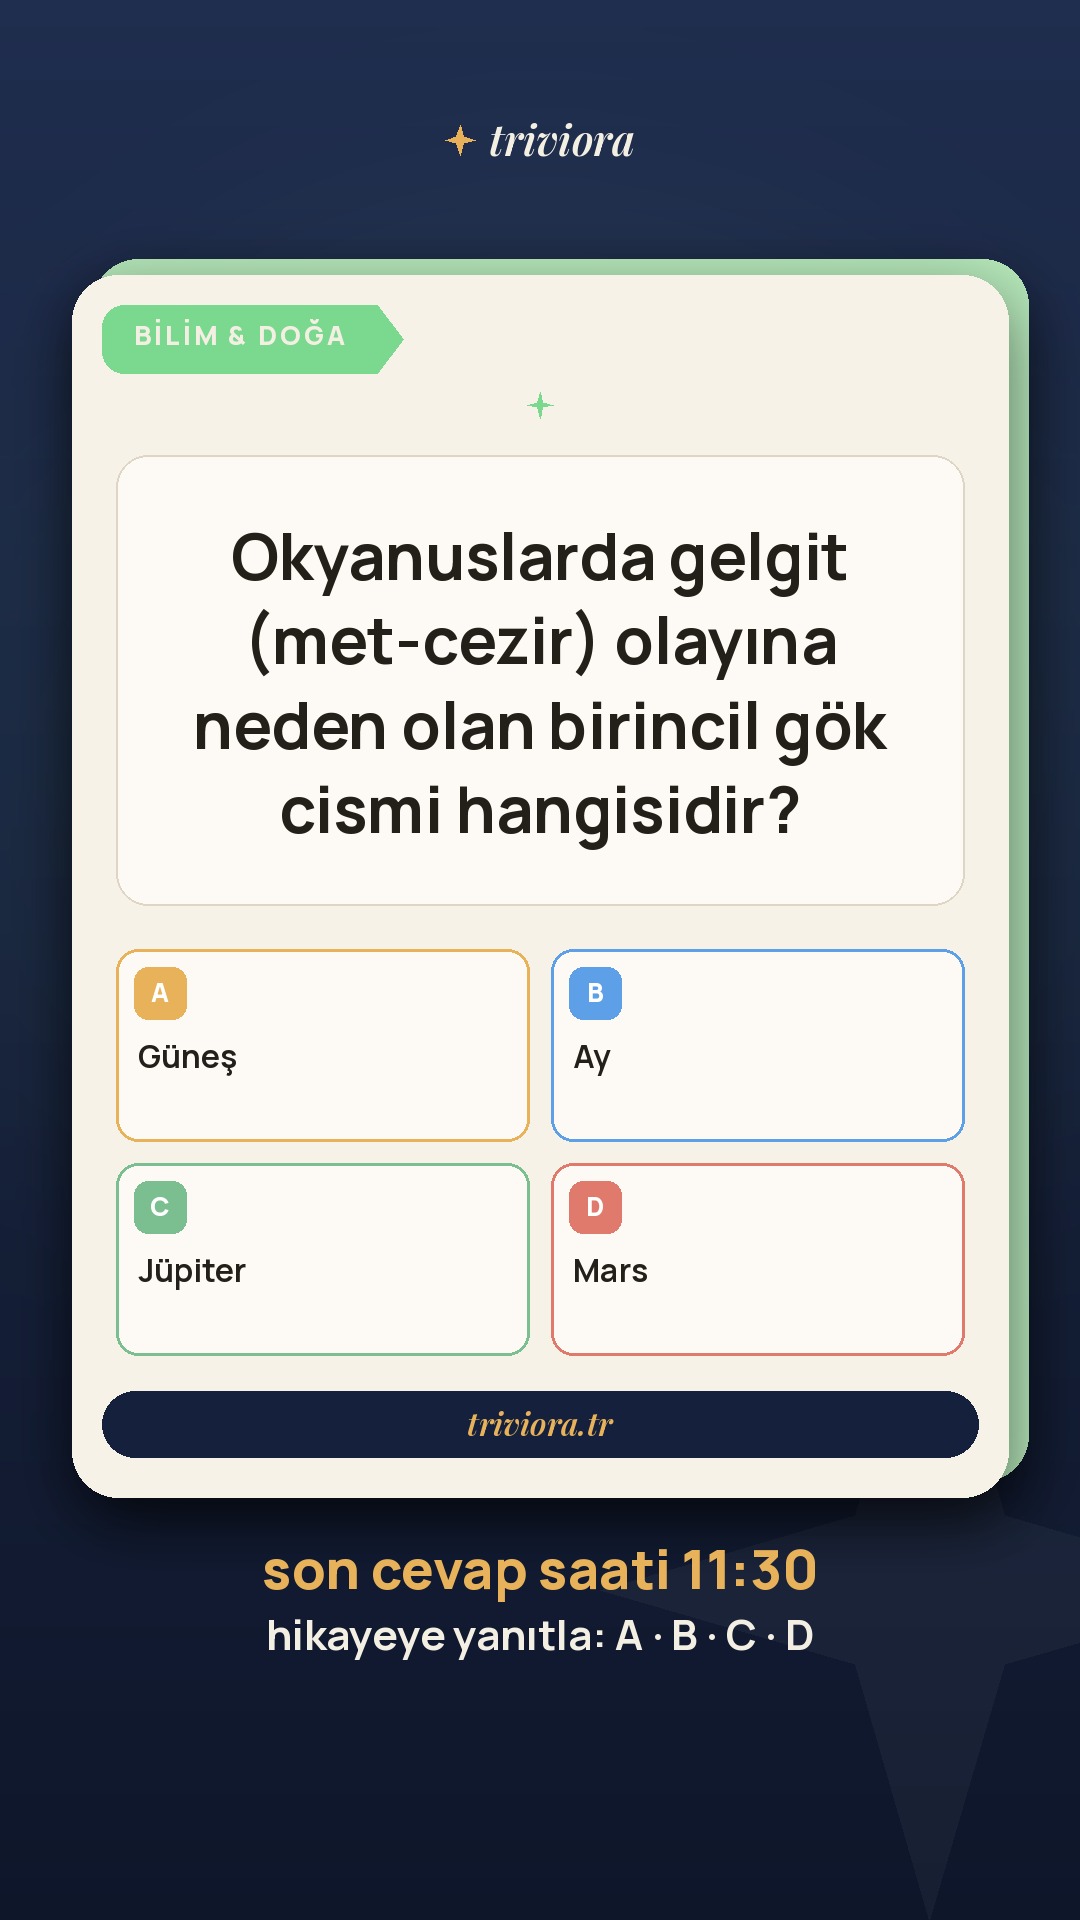 triviora
BİLİM & DOĞA
Okyanuslarda gelgit
(met-cezir) olayına
neden olan birincil gök
cismi hangisidir?
A
Güneş
B
Ay
C
Jüpiter
D
Mars
triviora.tr
son cevap saati 11:30
hikayeye yanıtla: A · B · C · D